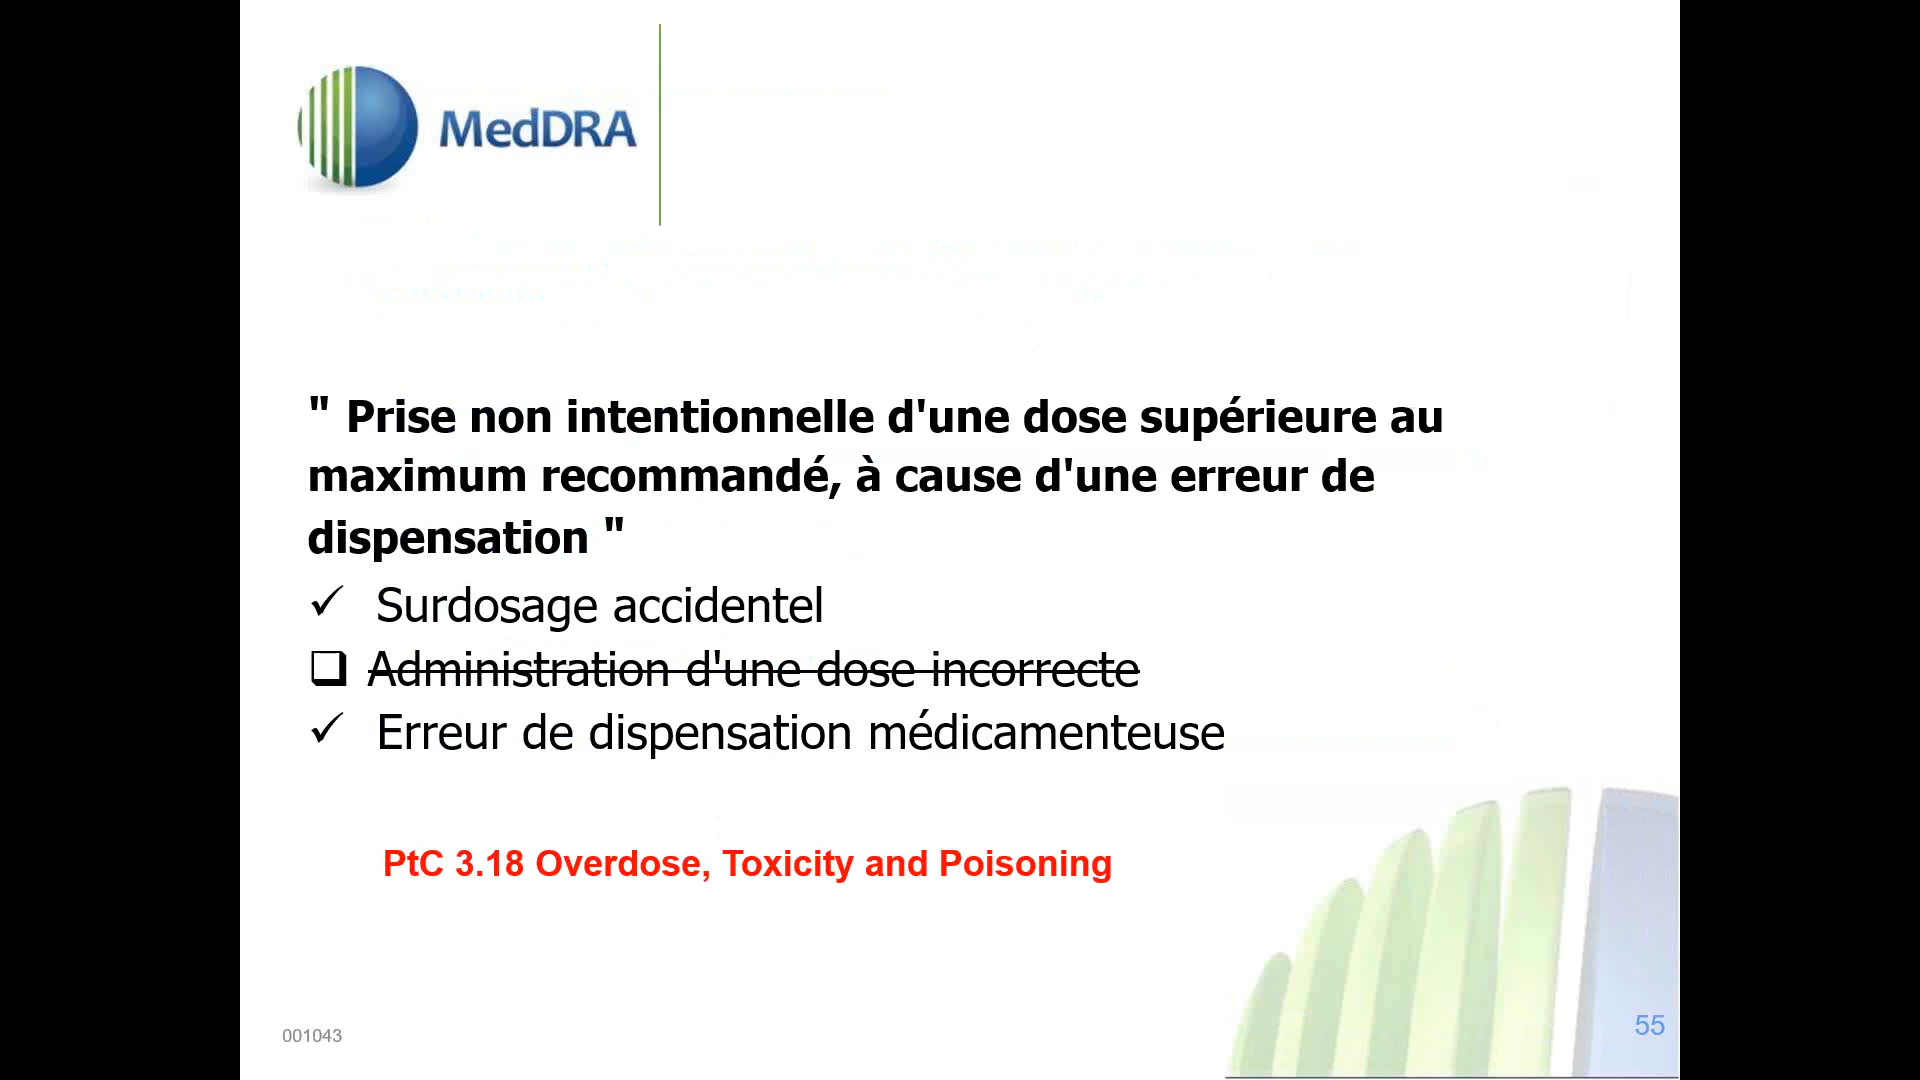 MedDRA
" Prise non intentionnelle d'une dose supérieure au
maximum recommandé, à cause d'une erreur de
dispensation "
✓ Surdosage accidentel
❑ Administration d'une dose incorrecte
✓ Erreur de dispensation médicamenteuse
PtC 3.18 Overdose, Toxicity and Poisoning
001043
55